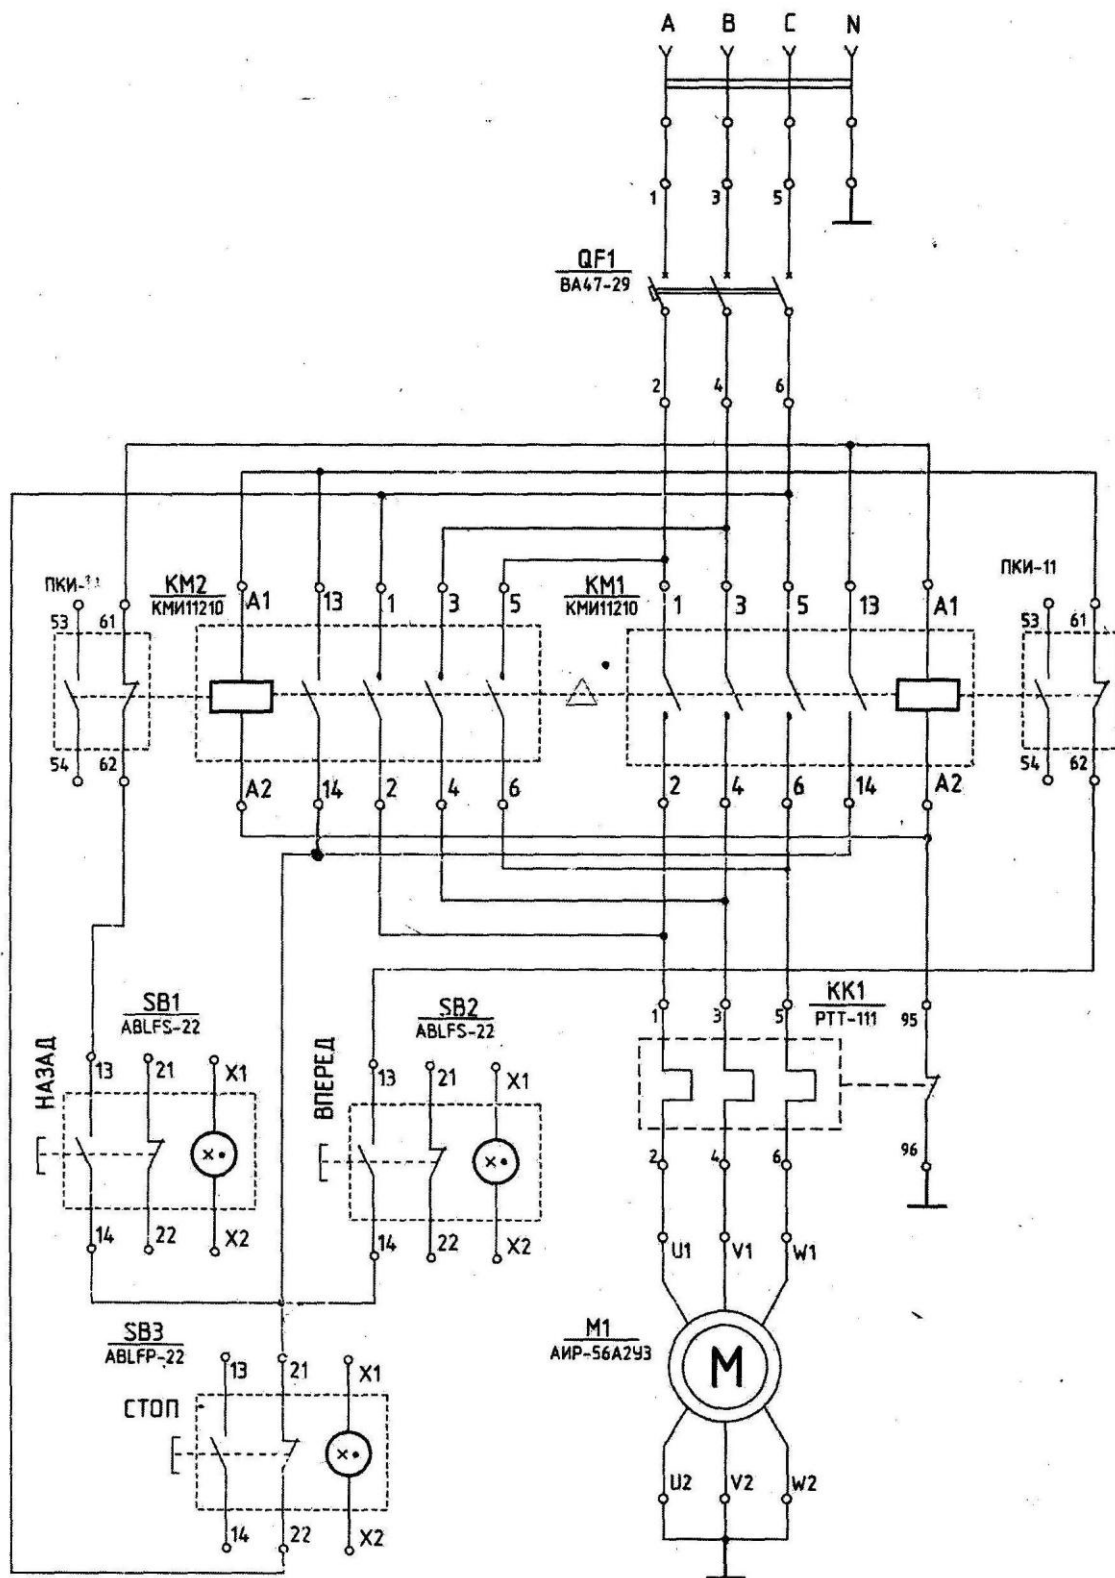 A B C N
1 3 5
QF1
ВА47-29
2 4 6
ПКИ-11
КМ2
КМИ11210
A1 13 1 3 5
КМ1
КМИ11210
1 3 5 13 A1
ПКИ-11
53 61
53 61
54 62
A2 14 2 4 6
2 4 6 14 A2
54 62
SB1
ABLFS-22
SB2
ABLFS-22
1 3 5
КК1
РТТ-111
95
НАЗАД
13 21 X1
ВПЕРЕД
13 21 X1
14 22 X2
14 22 X2
2 4 6
96
U1 V1 W1
SB3
ABLFP-22
13 21 X1
СТОП
М1
АИР-56А2У3
М
14 22 X2
U2 V2 W2